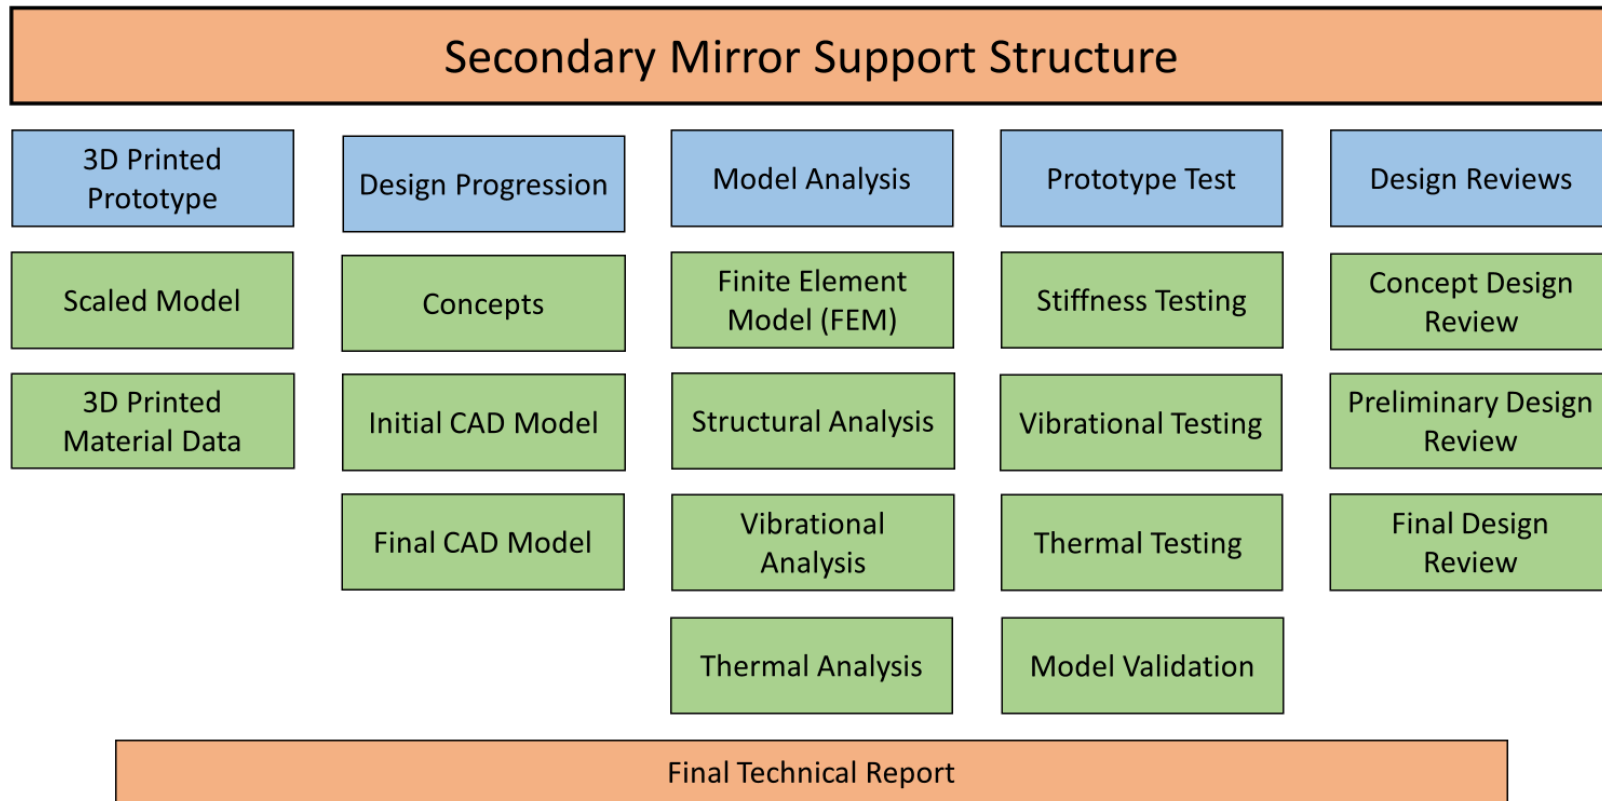 Secondary Mirror Support Structure
3D Printed
Prototype
Design Progression
Model Analysis
Prototype Test
Design Reviews
Scaled Model
Concepts
Finite Element
Model (FEM)
Stiffness Testing
Concept Design
Review
3D Printed
Material Data
Initial CAD Model
Structural Analysis
Vibrational Testing
Preliminary Design
Review
Final CAD Model
Vibrational
Analysis
Thermal Testing
Final Design
Review
Thermal Analysis
Model Validation
Final Technical Report